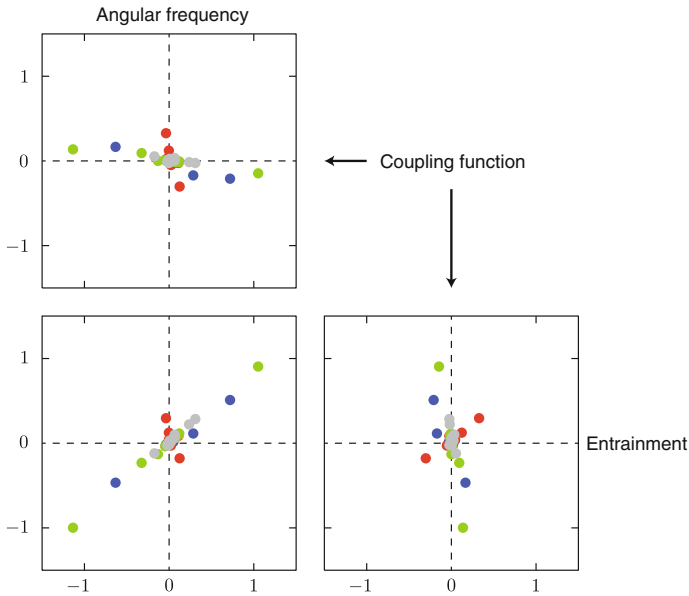 Angular frequency
1
0
−1
Coupling function
1
0
−1
Entrainment
−1 0 1
−1 0 1